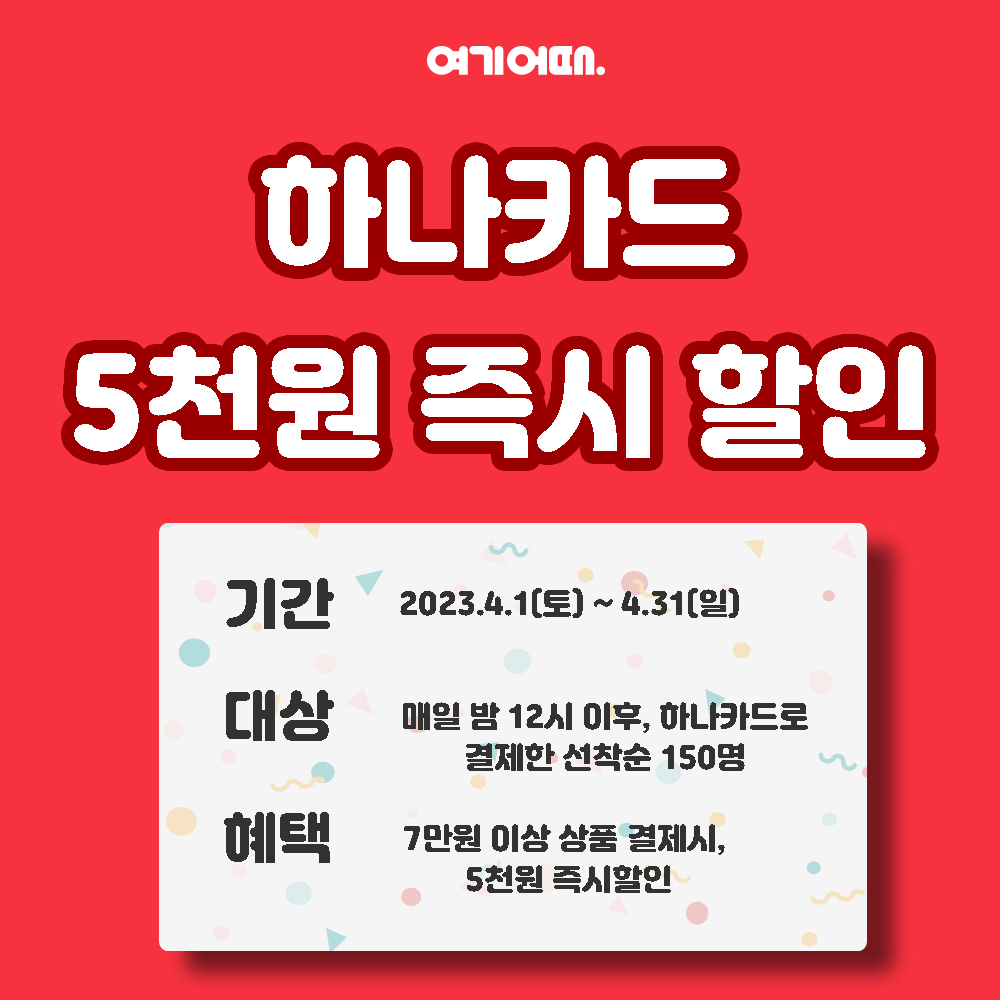 여기어때.
하나카드
5천원 즉시 할인
기간 2023.4.1(토) ~ 4.31(일)
대상 매일 밤 12시 이후, 하나카드로
결제한 선착순 150명
혜택 7만원 이상 상품 결제시,
5천원 즉시할인